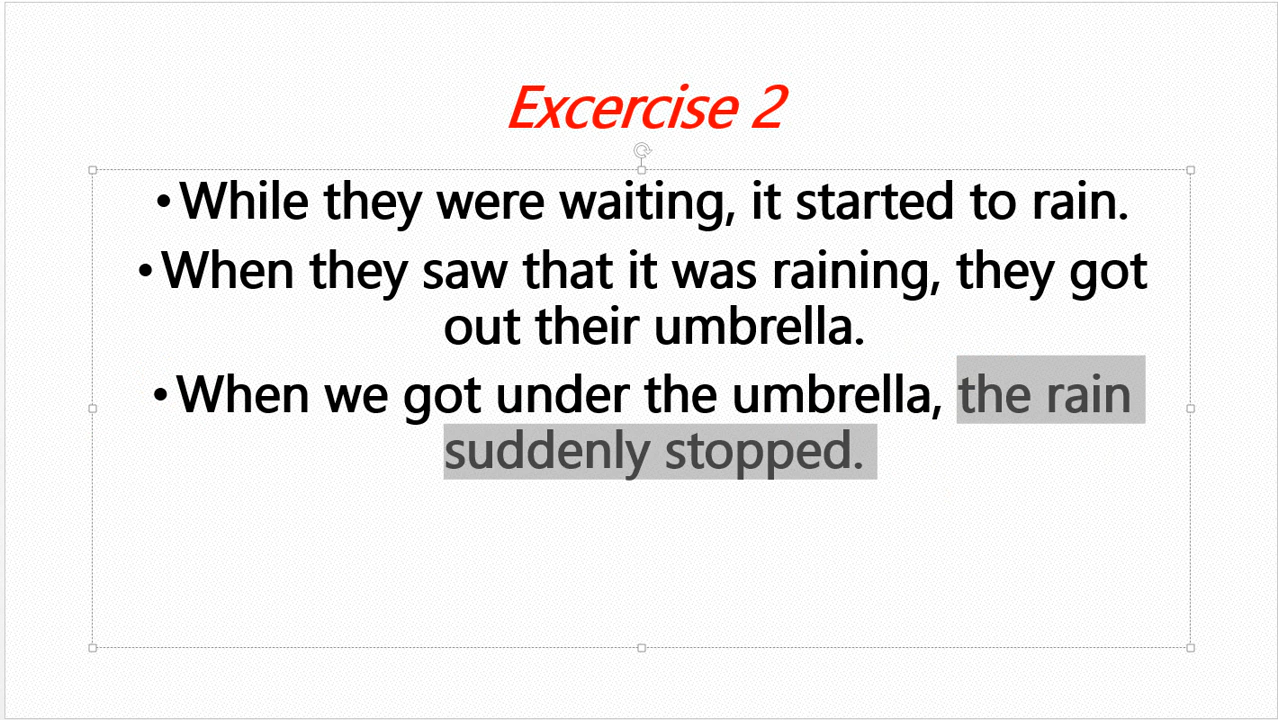 Excercise 2
• While they were waiting, it started to rain.
• When they saw that it was raining, they got
out their umbrella.
• When we got under the umbrella, the rain
suddenly stopped.